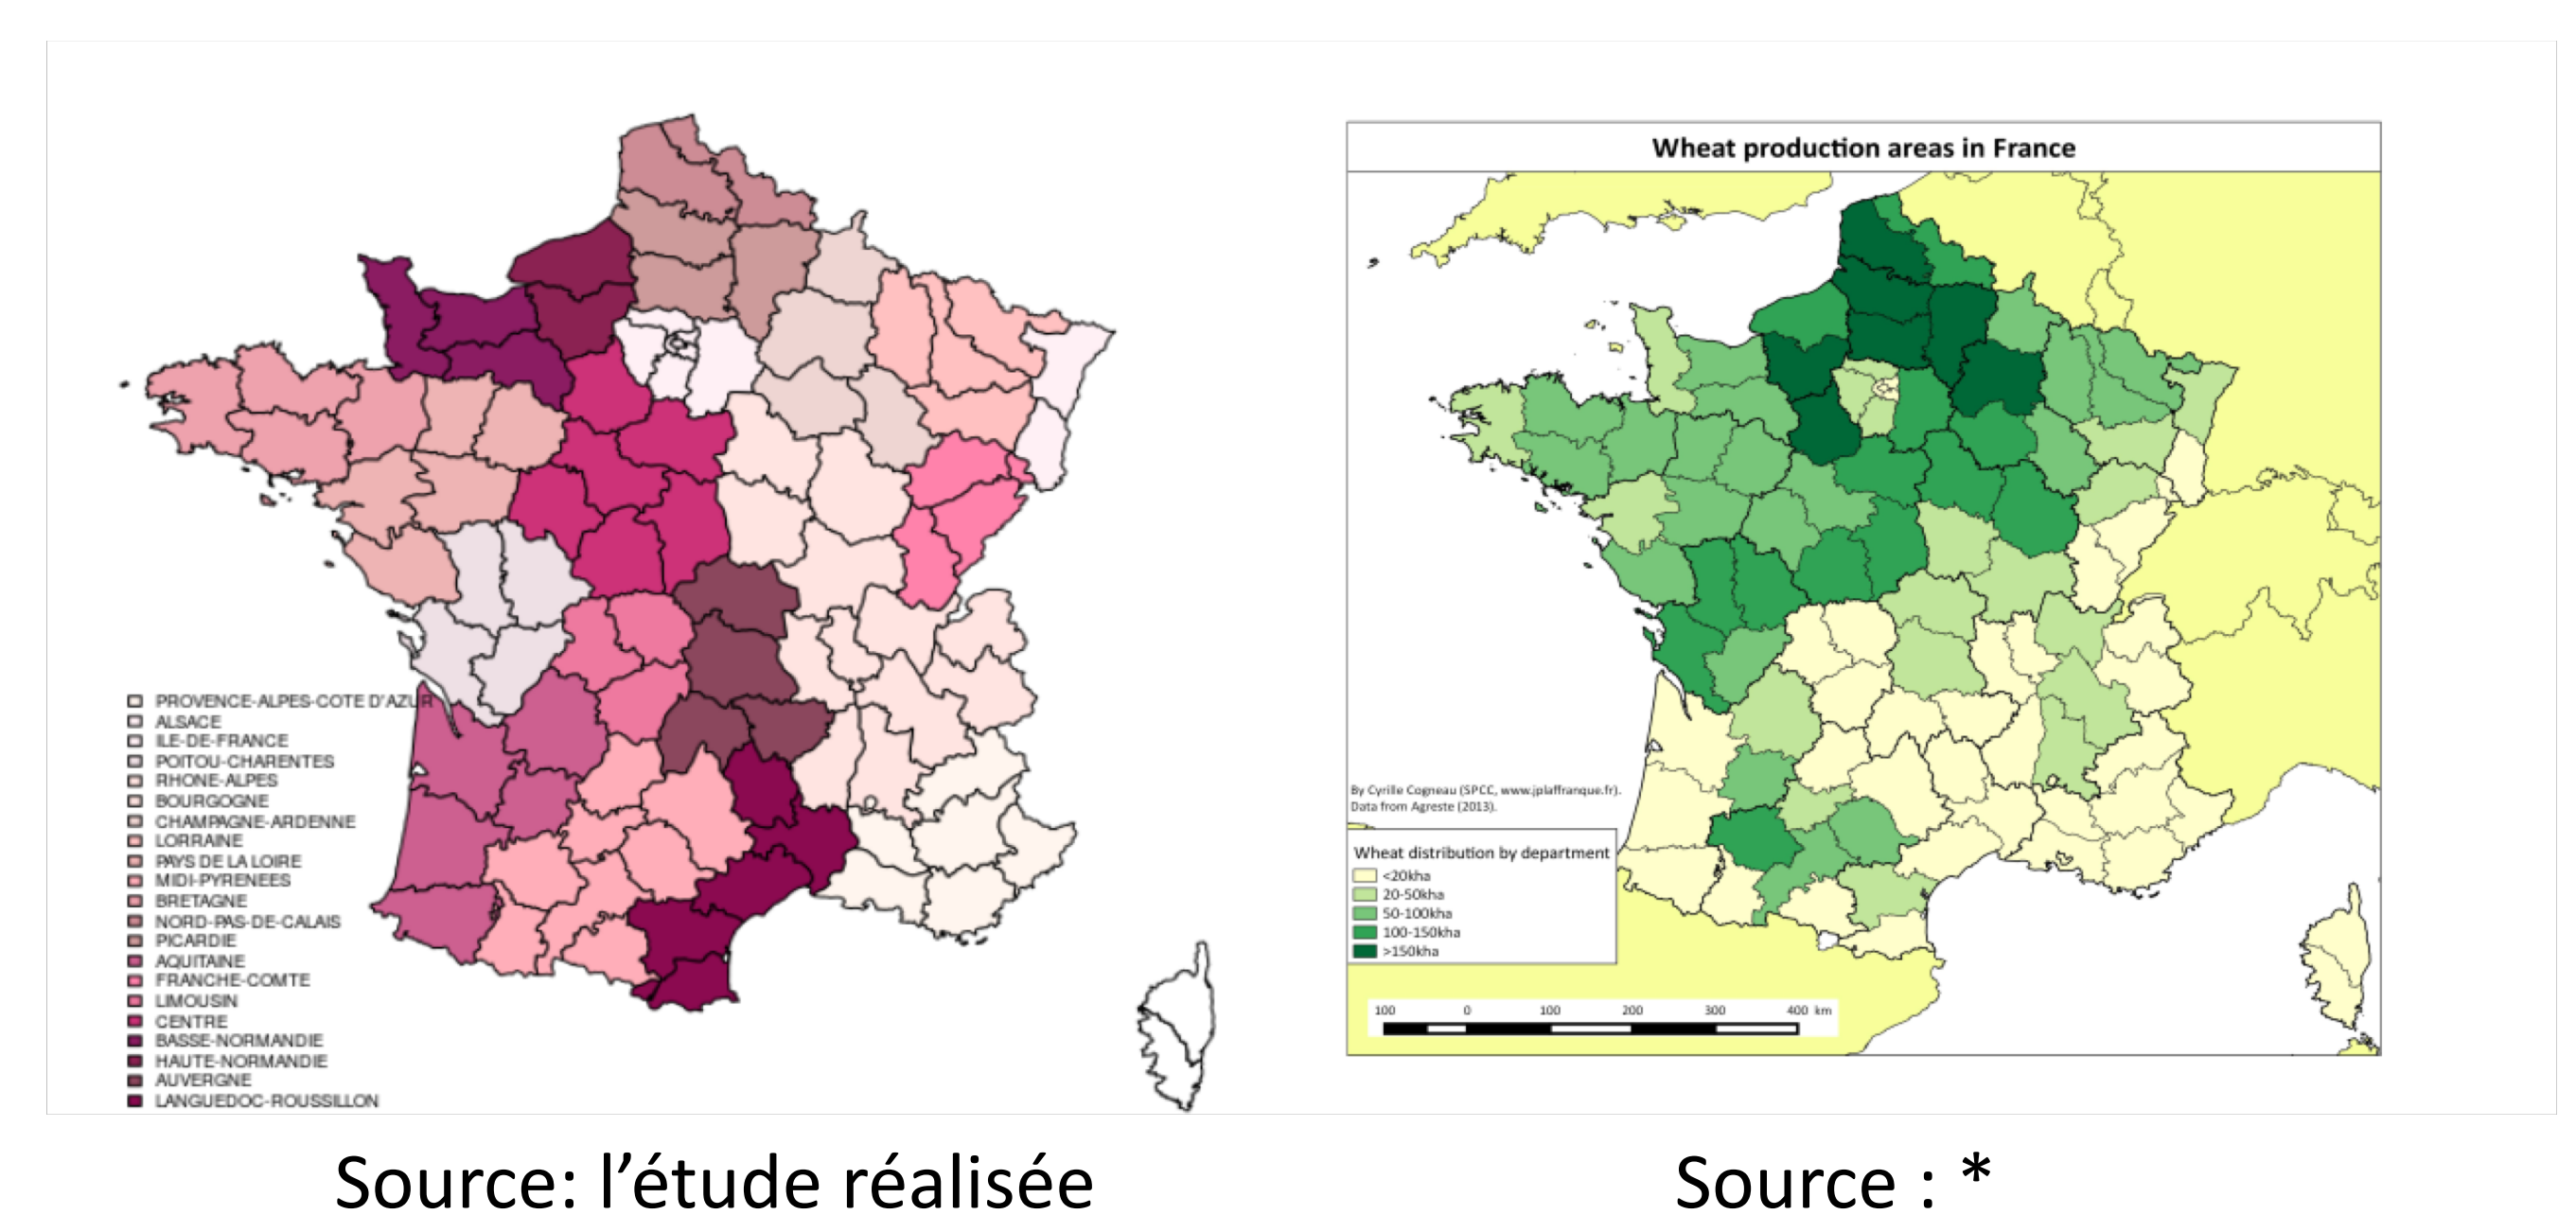 PROVENCE-ALPES-COTE D'AZUR
ALSACE
ILE-DE-FRANCE
POITOU-CHARENTES
RHONE-ALPES
BOURGOGNE
CHAMPAGNE-ARDENNE
LORRAINE
PAYS DE LA LOIRE
MIDI-PYRENEES
BRETAGNE
NORD-PAS-DE-CALAIS
PICARDIE
AQUITAINE
FRANCHE-COMTE
LIMOUSIN
CENTRE
BASSE-NORMANDIE
HAUTE-NORMANDIE
AUVERGNE
LANGUEDOC-ROUSSILLON
Source: l’étude réalisée
Wheat production areas in France
By Cyrille Cogneau (SPCC, www.jplaffranque.fr).
Data from Agreste (2013).
Wheat distribution by department
<20kha
20-50kha
50-100kha
100-150kha
>150kha
100 0 100 200 300 400 km
Source : *